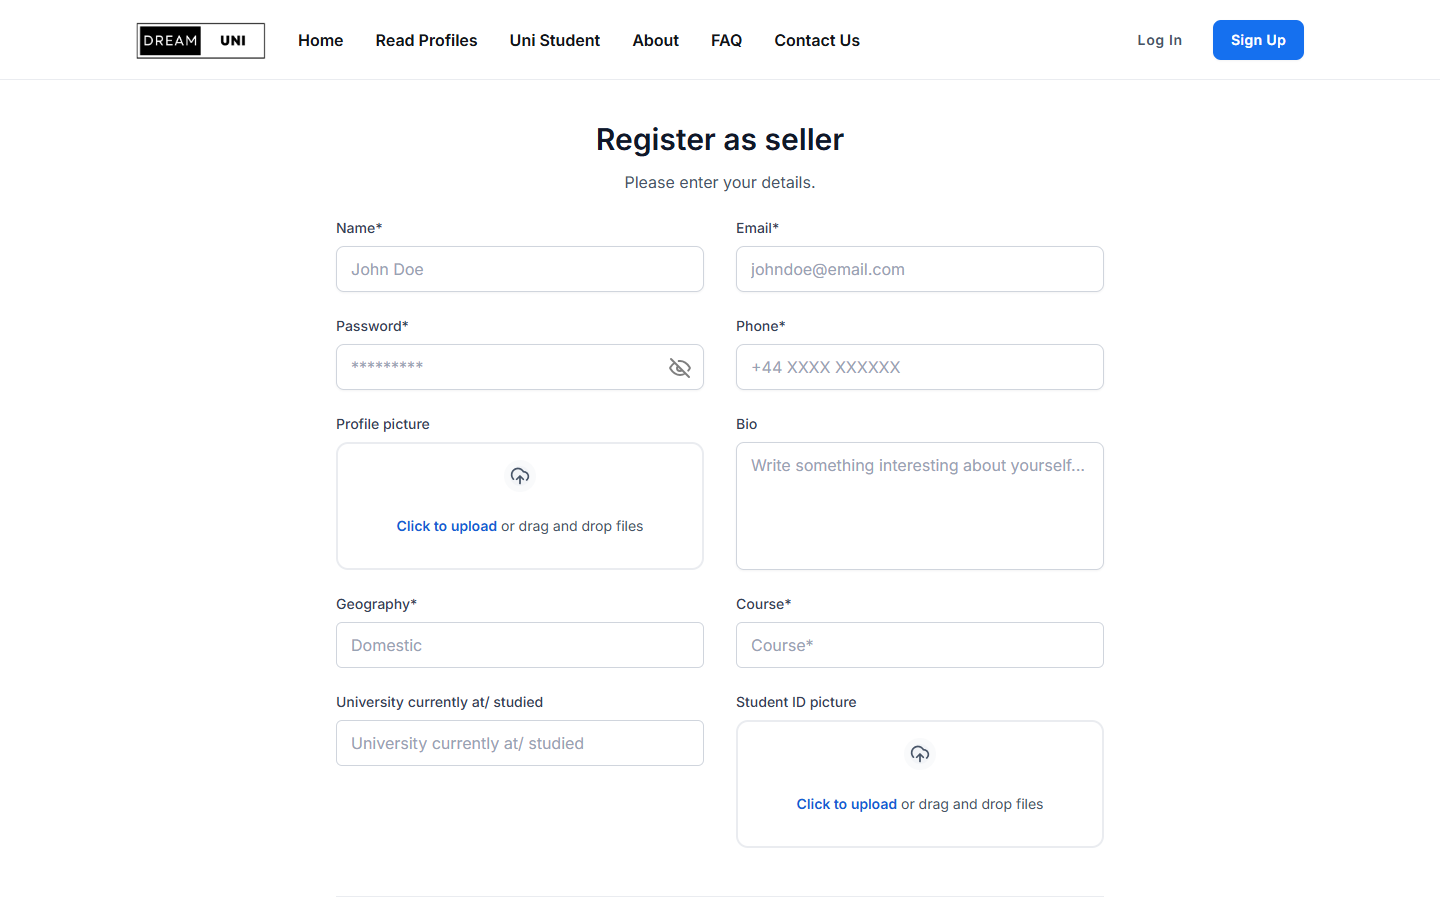 DREAM UNI
Home
Read Profiles
Uni Student
About
FAQ
Contact Us
Log In
Sign Up
Register as seller
Please enter your details.
Name*
John Doe
Email*
johndoe@email.com
Password*
*********
Phone*
+44 XXXX XXXXXX
Profile picture
Click to upload or drag and drop files
Bio
Write something interesting about yourself...
Geography*
Domestic
Course*
Course*
University currently at/ studied
University currently at/ studied
Student ID picture
Click to upload or drag and drop files